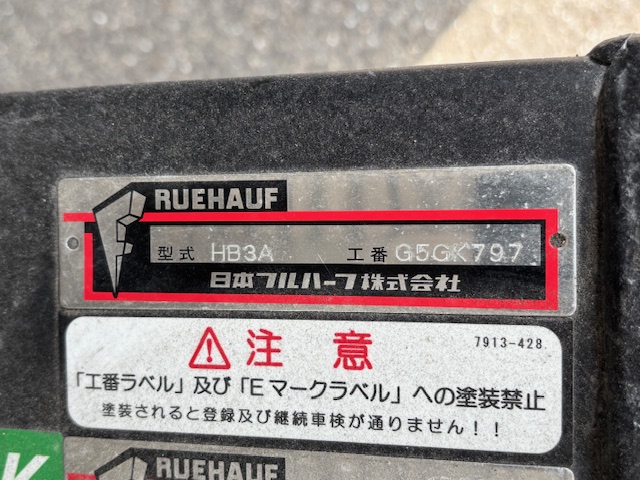 FRUEHAUF
型式 HB3A 工番 G5GK797
日本フルハーフ株式会社
注意
7913-428
「工番ラベル」及び「Eマークラベル」への塗装禁止
塗装されると登録及び継続車検が通りません！！
K
FRUEHAUF